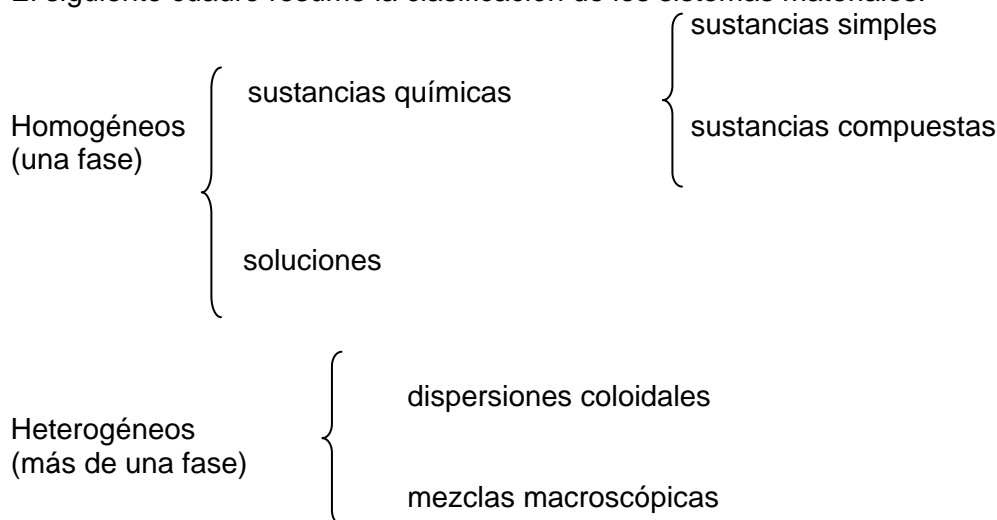 El siguiente cuadro resume la clasificación de los sistemas materiales:
sustancias simples
sustancias químicas
Homogéneos
(una fase)
sustancias compuestas
soluciones
dispersiones coloidales
Heterogéneos
(más de una fase)
mezclas macroscópicas